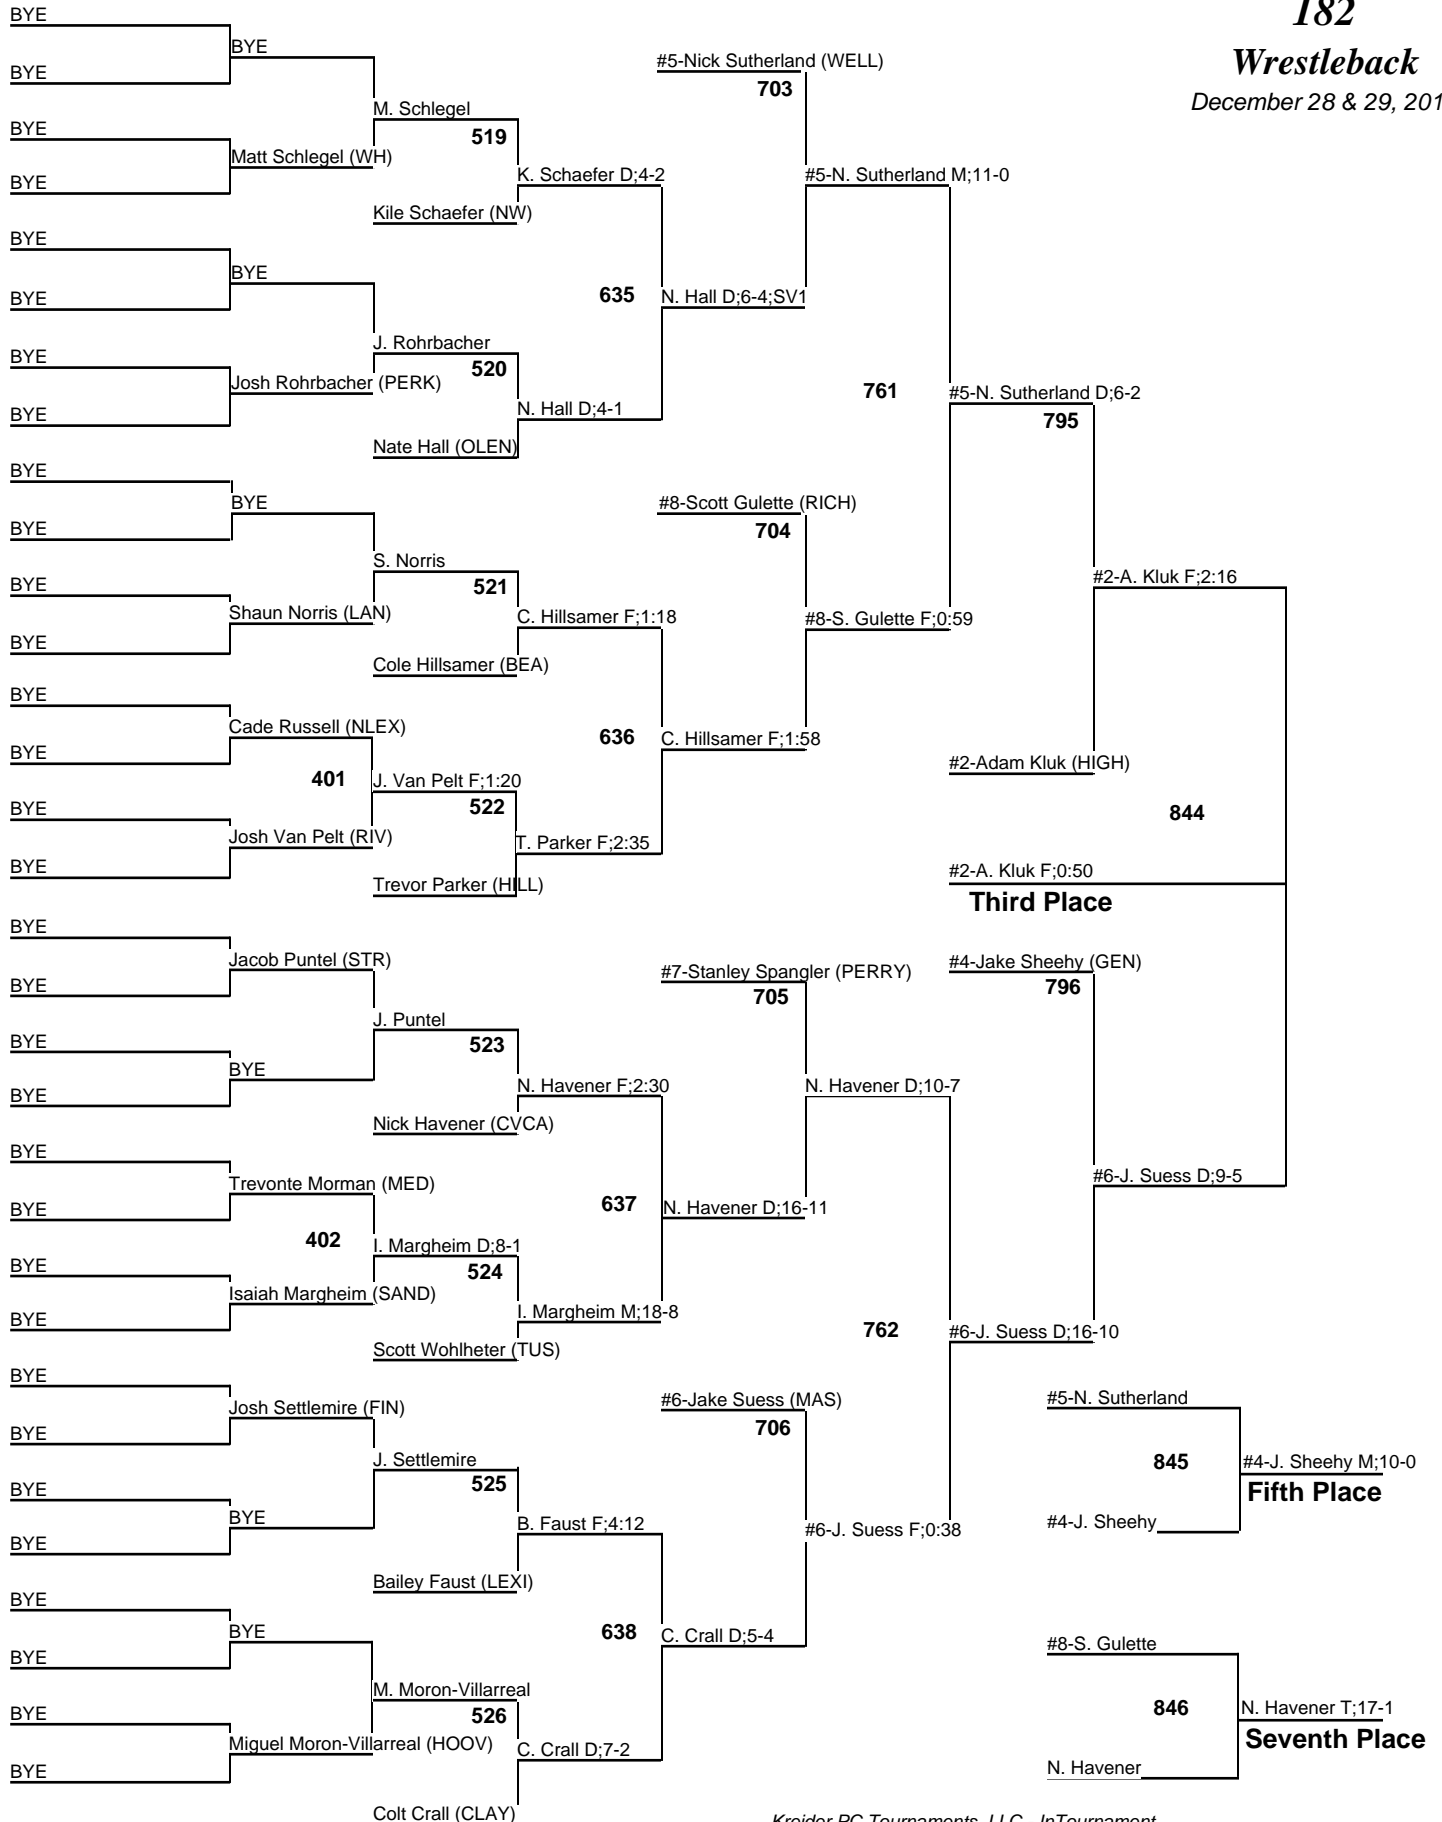 182
Wrestleback
December 28 & 29, 201
BYE
BYE
BYE
#5-Nick Sutherland (WELL)
703
M. Schlegel
519
BYE
Matt Schlegel (WH)
BYE
K. Schaefer D;4-2
#5-N. Sutherland M;11-0
Kile Schaefer (NW)
BYE
BYE
BYE
635
N. Hall D;6-4;SV1
J. Rohrbacher
520
BYE
Josh Rohrbacher (PERK)
BYE
761
#5-N. Sutherland D;6-2
795
N. Hall D;4-1
Nate Hall (OLEN)
BYE
BYE
BYE
#8-Scott Gulette (RICH)
704
S. Norris
521
#2-A. Kluk F;2:16
BYE
Shaun Norris (LAN)
BYE
C. Hillsamer F;1:18
#8-S. Gulette F;0:59
Cole Hillsamer (BEA)
BYE
Cade Russell (NLEX)
BYE
636
C. Hillsamer F;1:58
#2-Adam Kluk (HIGH)
401
J. Van Pelt F;1:20
522
844
BYE
Josh Van Pelt (RIV)
BYE
T. Parker F;2:35
#2-A. Kluk F;0:50
Third Place
Trevor Parker (HILL)
BYE
Jacob Puntel (STR)
BYE
#7-Stanley Spangler (PERRY)
705
#4-Jake Sheehy (GEN)
796
J. Puntel
523
BYE
BYE
BYE
N. Havener F;2:30
N. Havener D;10-7
Nick Havener (CVCA)
BYE
Trevonte Morman (MED)
BYE
637
N. Havener D;16-11
#6-J. Suess D;9-5
402
I. Margheim D;8-1
524
BYE
Isaiah Margheim (SAND)
BYE
I. Margheim M;18-8
762
#6-J. Suess D;16-10
Scott Wohlheter (TUS)
BYE
Josh Settlemire (FIN)
BYE
#6-Jake Suess (MAS)
706
#5-N. Sutherland
J. Settlemire
525
845
#4-J. Sheehy M;10-0
Fifth Place
BYE
BYE
BYE
B. Faust F;4:12
#6-J. Suess F;0:38
#4-J. Sheehy
Bailey Faust (LEXI)
BYE
BYE
BYE
638
C. Crall D;5-4
#8-S. Gulette
M. Moron-Villarreal
526
846
N. Havener T;17-1
Seventh Place
BYE
Miguel Moron-Villarreal (HOOV)
BYE
C. Crall D;7-2
N. Havener
Colt Crall (CLAY)
Kreider PC Tournaments, LLC - InTournament